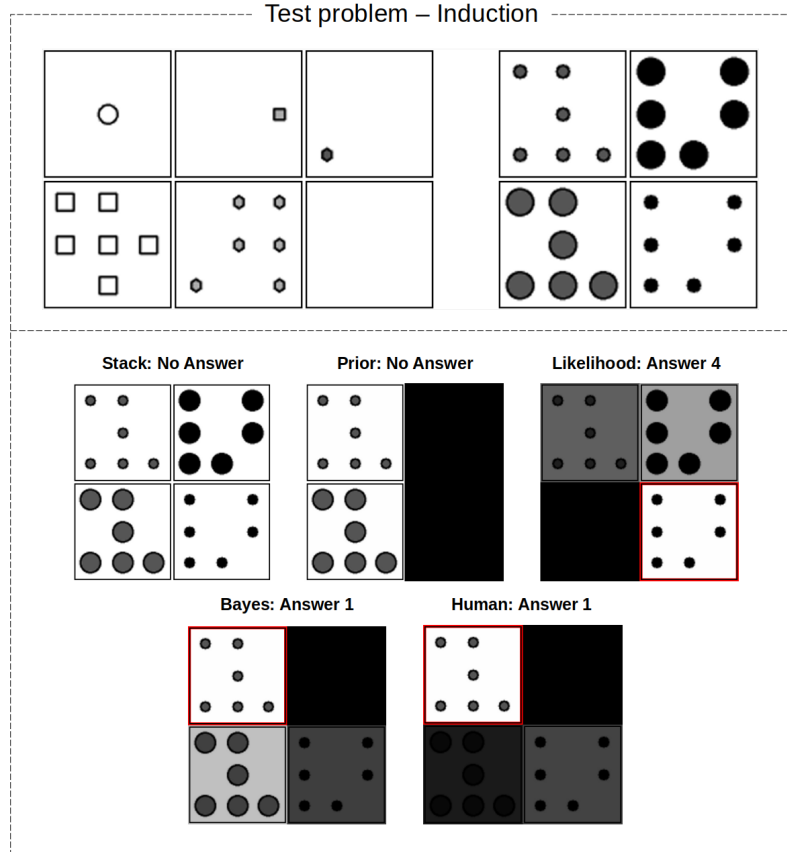 Test problem – Induction
Stack: No Answer
Prior: No Answer
Likelihood: Answer 4
Bayes: Answer 1
Human: Answer 1